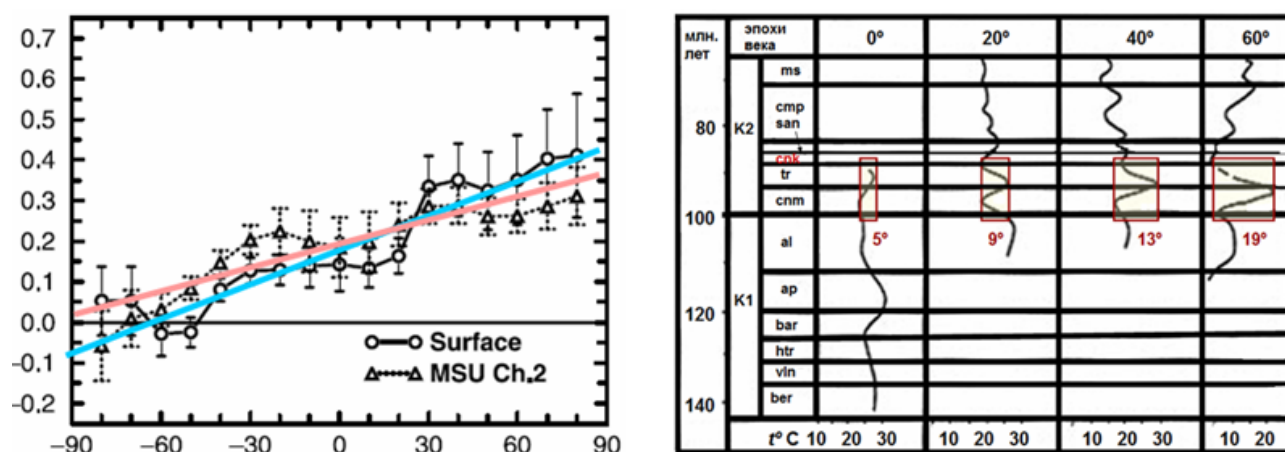 0.7
0.6
0.5
0.4
0.3
0.2
0.1
0.0
–0.1
–0.2
Surface
MSU Ch.2
–90 –30 0 30 60 90
млн. лет
эпохи века
0° 20° 40° 60°
K2
ms
cmp
san
80
cnk
tr
cnm
100
5° 9° 13° 19°
K1
al
ap
120
bar
htr
vln
ber
140
t° C 10 20 30 20 30 10 20 30 10 20